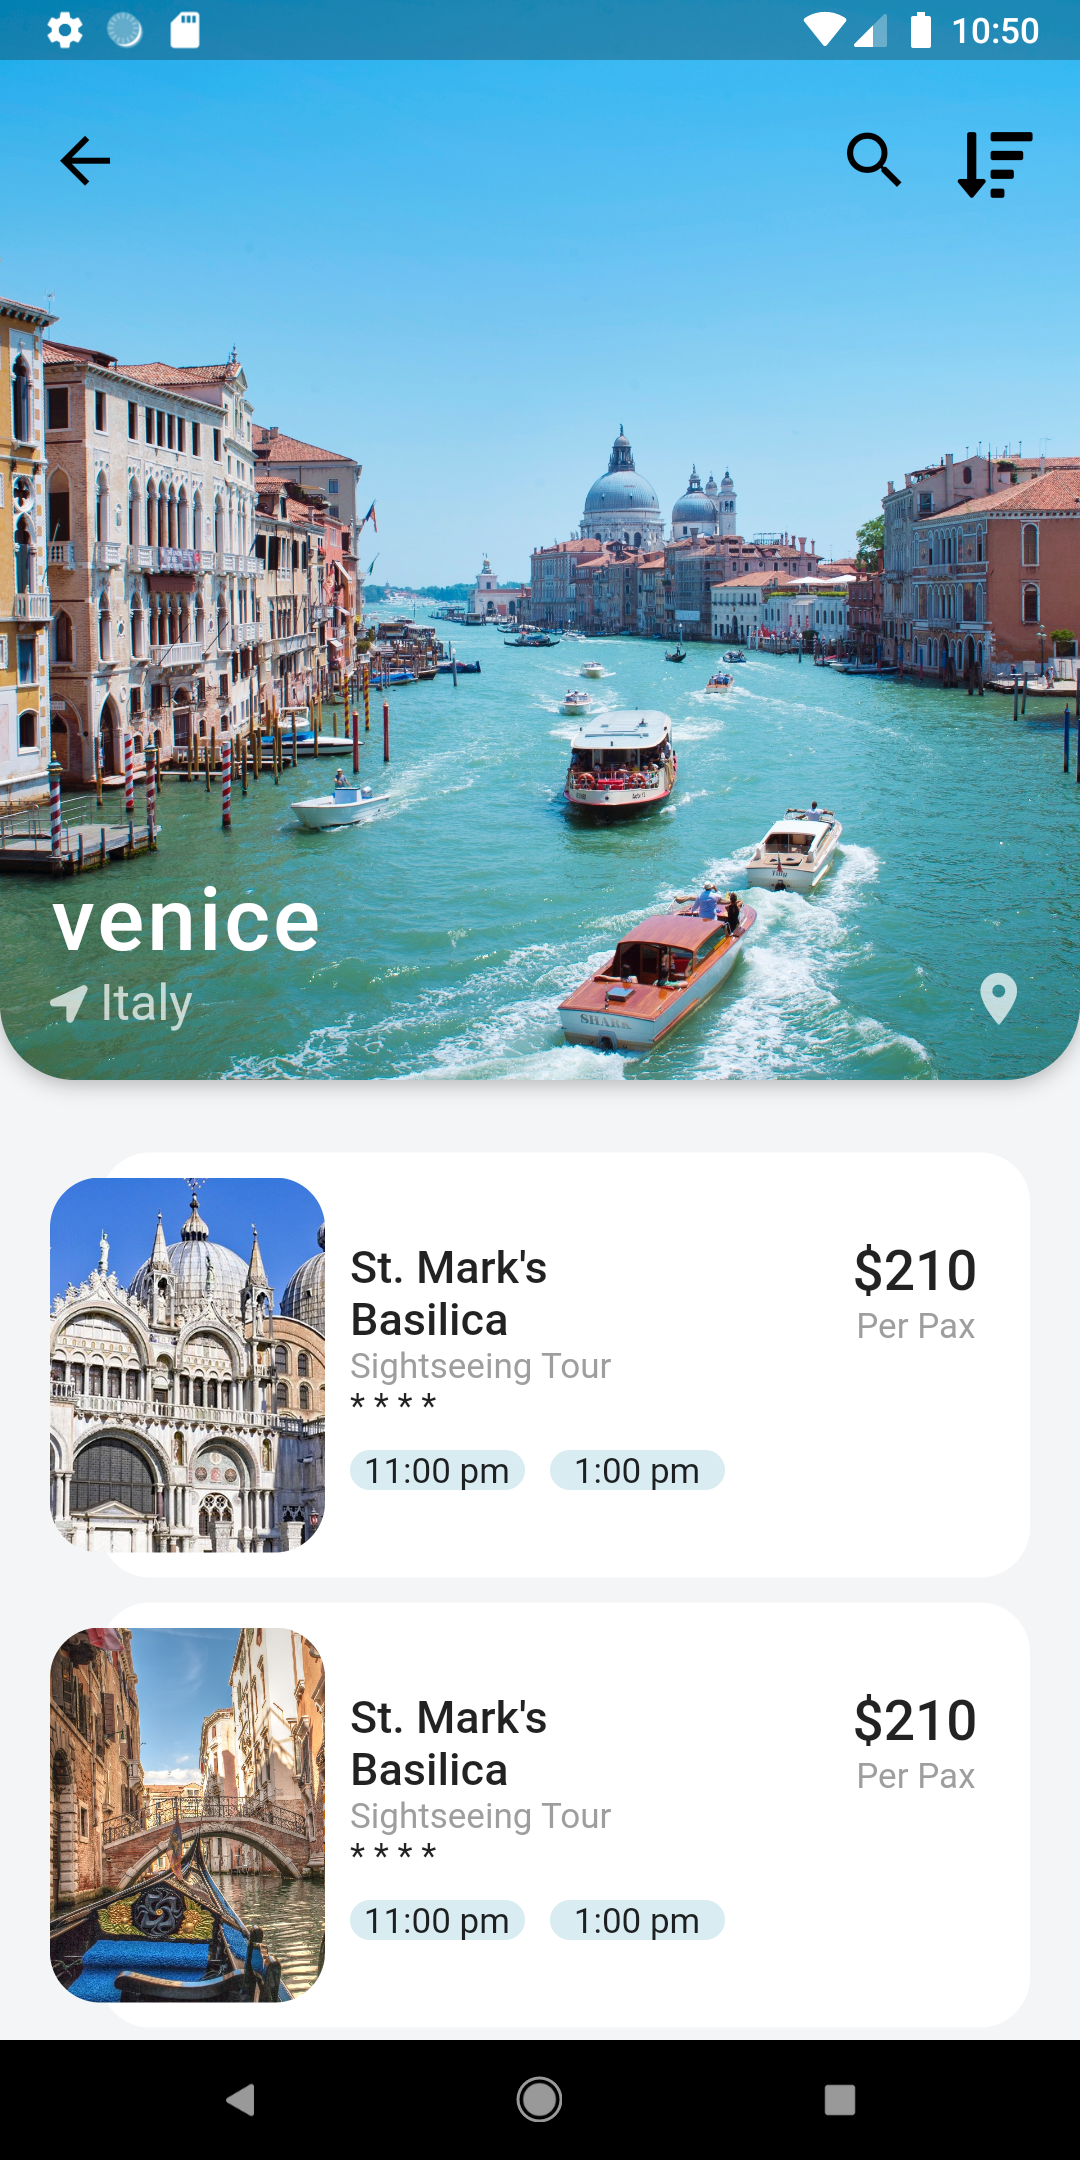 10:50
venice
Italy
SHARK
St. Mark's
Basilica
$210
Per Pax
Sightseeing Tour
* * * *
11:00 pm 1:00 pm
St. Mark's
Basilica
$210
Per Pax
Sightseeing Tour
* * * *
11:00 pm 1:00 pm